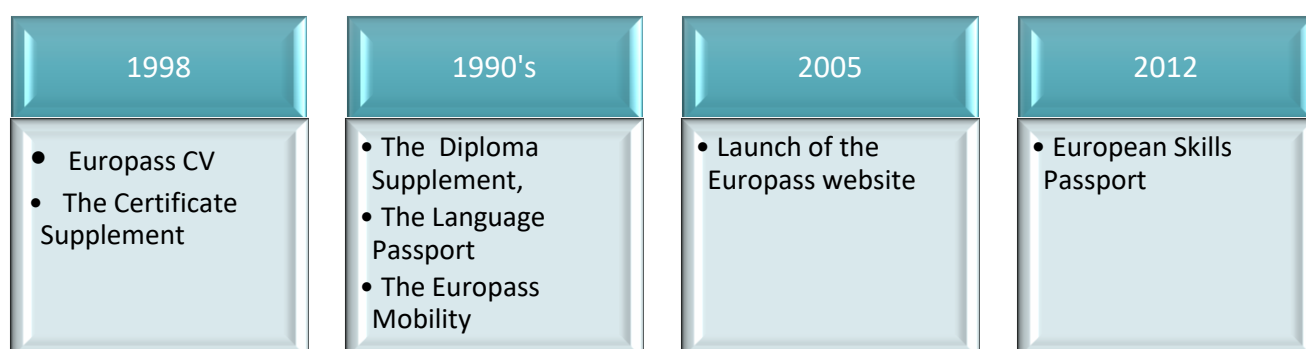 1998
• Europass CV
• The Certificate
Supplement
1990's
• The Diploma
Supplement,
• The Language
Passport
• The Europass
Mobility
2005
• Launch of the
Europass website
2012
• European Skills
Passport